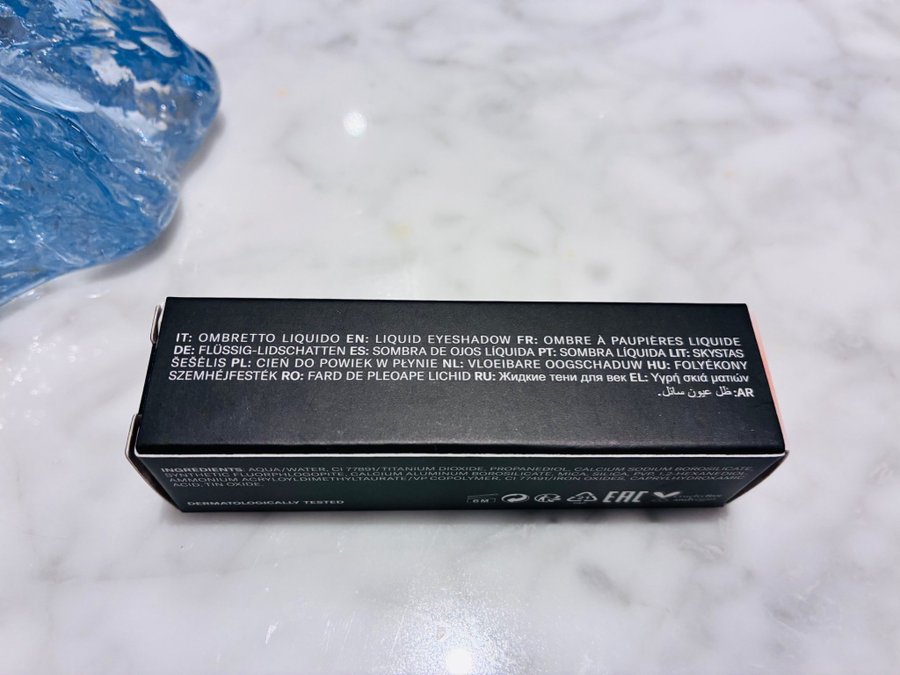 IT: OMBRETTO LIQUIDO EN: LIQUID EYESHADOW FR: OMBRE À PAUPIÈRES LIQUIDE
DE: FLÜSSIG-LIDSCHATTEN ES: SOMBRA DE OJOS LÍQUIDA PT: SOMBRA LÍQUIDA LIT: SKYSTAS
ŠEŠĖLIS PL: CIEŃ DO POWIEK W PŁYNIE NL: VLOEIBARE OOGSCHADUW HU: FOLYÉKONY
SZEMHÉJFESTÉK RO: FARD DE PLEOAPE LICHID RU: Жидкие тени для век EL: Υγρή σκιά ματιών
AR: ظل عيون سائل.
INGREDIENTS: AQUA/WATER, CI 77891/TITANIUM DIOXIDE, PROPANEDIOL, CALCIUM SODIUM BOROSILICATE,
SYNTHETIC FLUORPHLOGOPITE, CALCIUM ALUMINUM BOROSILICATE, MICA, SILICA, PVP, 1,2-HEXANEDIOL,
AMMONIUM ACRYLOYLDIMETHYLTAURATE/VP COPOLYMER, CI 77491/IRON OXIDES, CAPRYLHYDROXAMIC
ACID, TIN OXIDE.
DERMATOLOGICALLY TESTED
6M
EAC